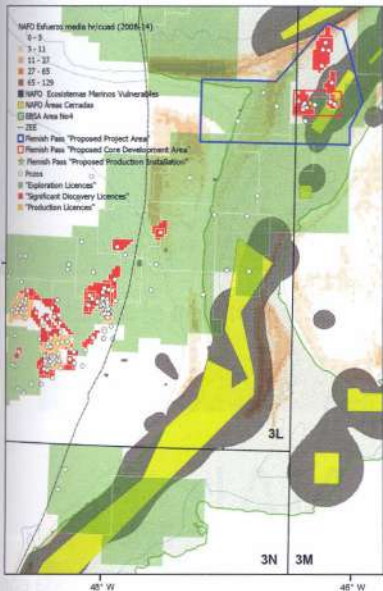 NAFO Esfuerzo media hr/cuad (2008-14)
0 - 3
3 - 11
11 - 27
27 - 65
65 - 129
NAFO Ecosistemas Marinos Vulnerables
NAFO Áreas Cerradas
EBSA Area No4
ZEE
Flemish Pass "Proposed Project Area"
Flemish Pass "Proposed Core Development Area"
Flemish Pass "Proposed Production Installation"
Pozos
"Exploration Licences"
"Significant Discovery Licences"
"Production Licences"
3L
3N
3M
48° W
46° W